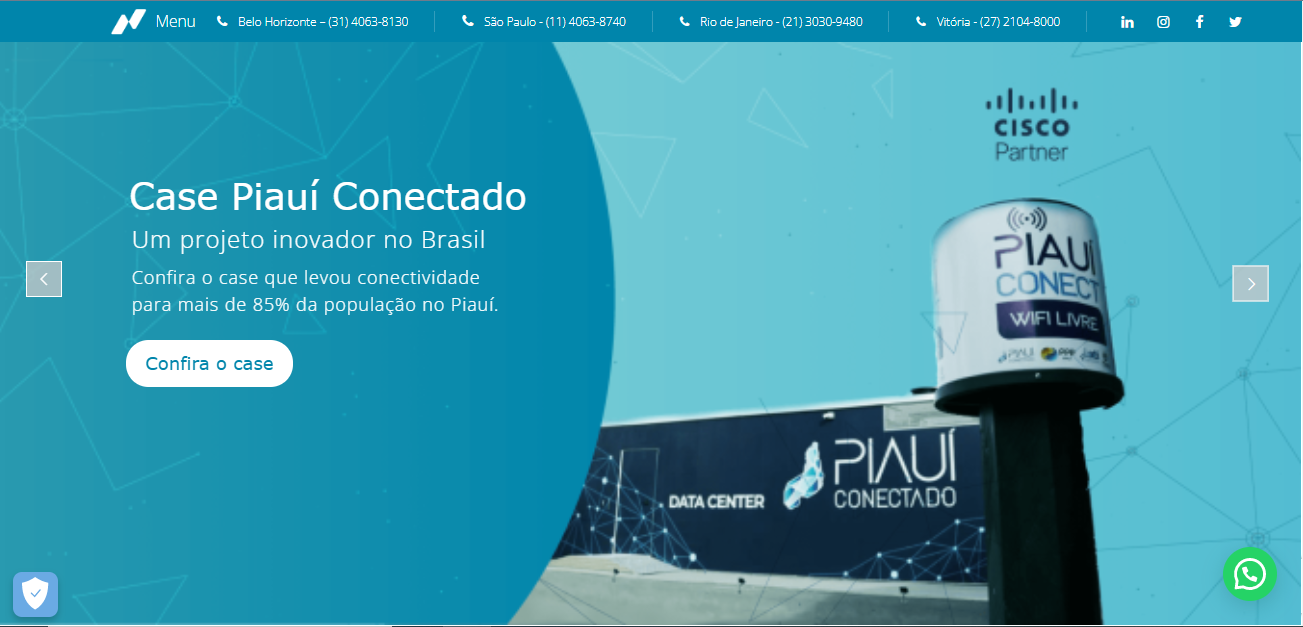 Menu
Belo Horizonte – (31) 4063-8130
São Paulo - (11) 4063-8740
Rio de Janeiro - (21) 3030-9480
Vitória - (27) 2104-8000
CISCO
Partner
Case Piauí Conectado
Um projeto inovador no Brasil
Confira o case que levou conectividade
para mais de 85% da população no Piauí.
Confira o case
PIAUÍ
CONECT
WIFI LIVRE
PIAUÍ
PPP
DATA CENTER
PIAUÍ
CONECTADO